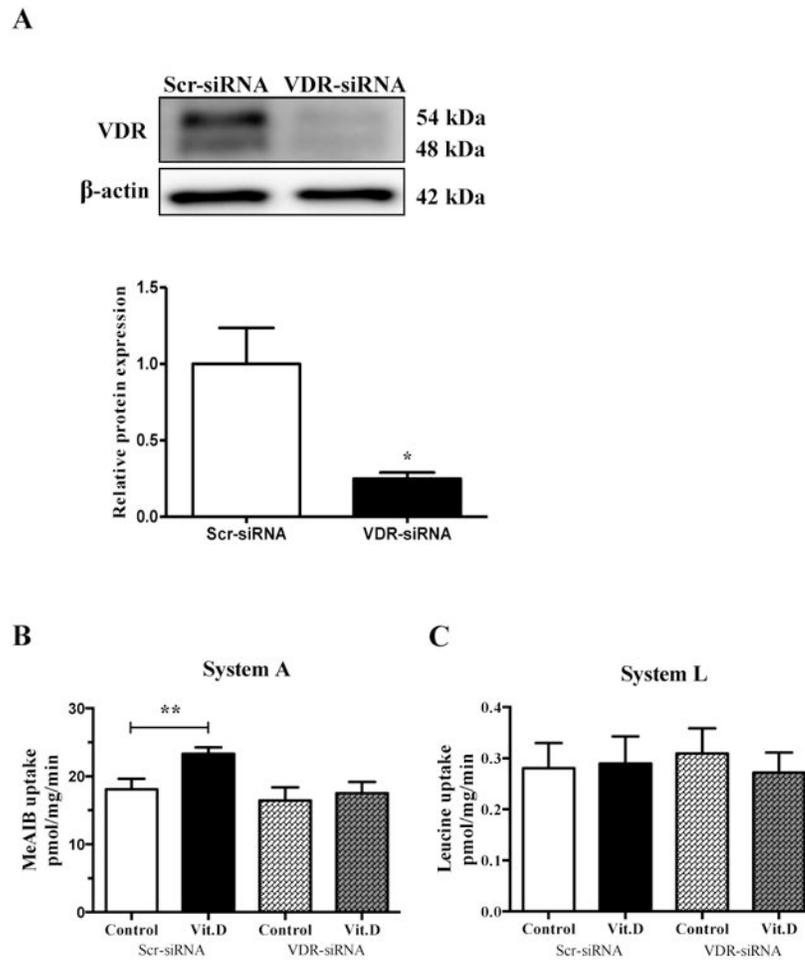 A
Scr-siRNA VDR-siRNA
VDR
54 kDa
48 kDa
β-actin
42 kDa
Relative protein expression
1.5
1.0
0.5
0.0
*
Scr-siRNA VDR-siRNA
B
System A
MeAIB uptake
pmol/mg/min
30
20
10
0
**
Control Vit.D Control Vit.D
Scr-siRNA VDR-siRNA
C
System L
Leucine uptake
pmol/mg/min
0.4
0.3
0.2
0.1
0.0
Control Vit.D Control Vit.D
Scr-siRNA VDR-siRNA